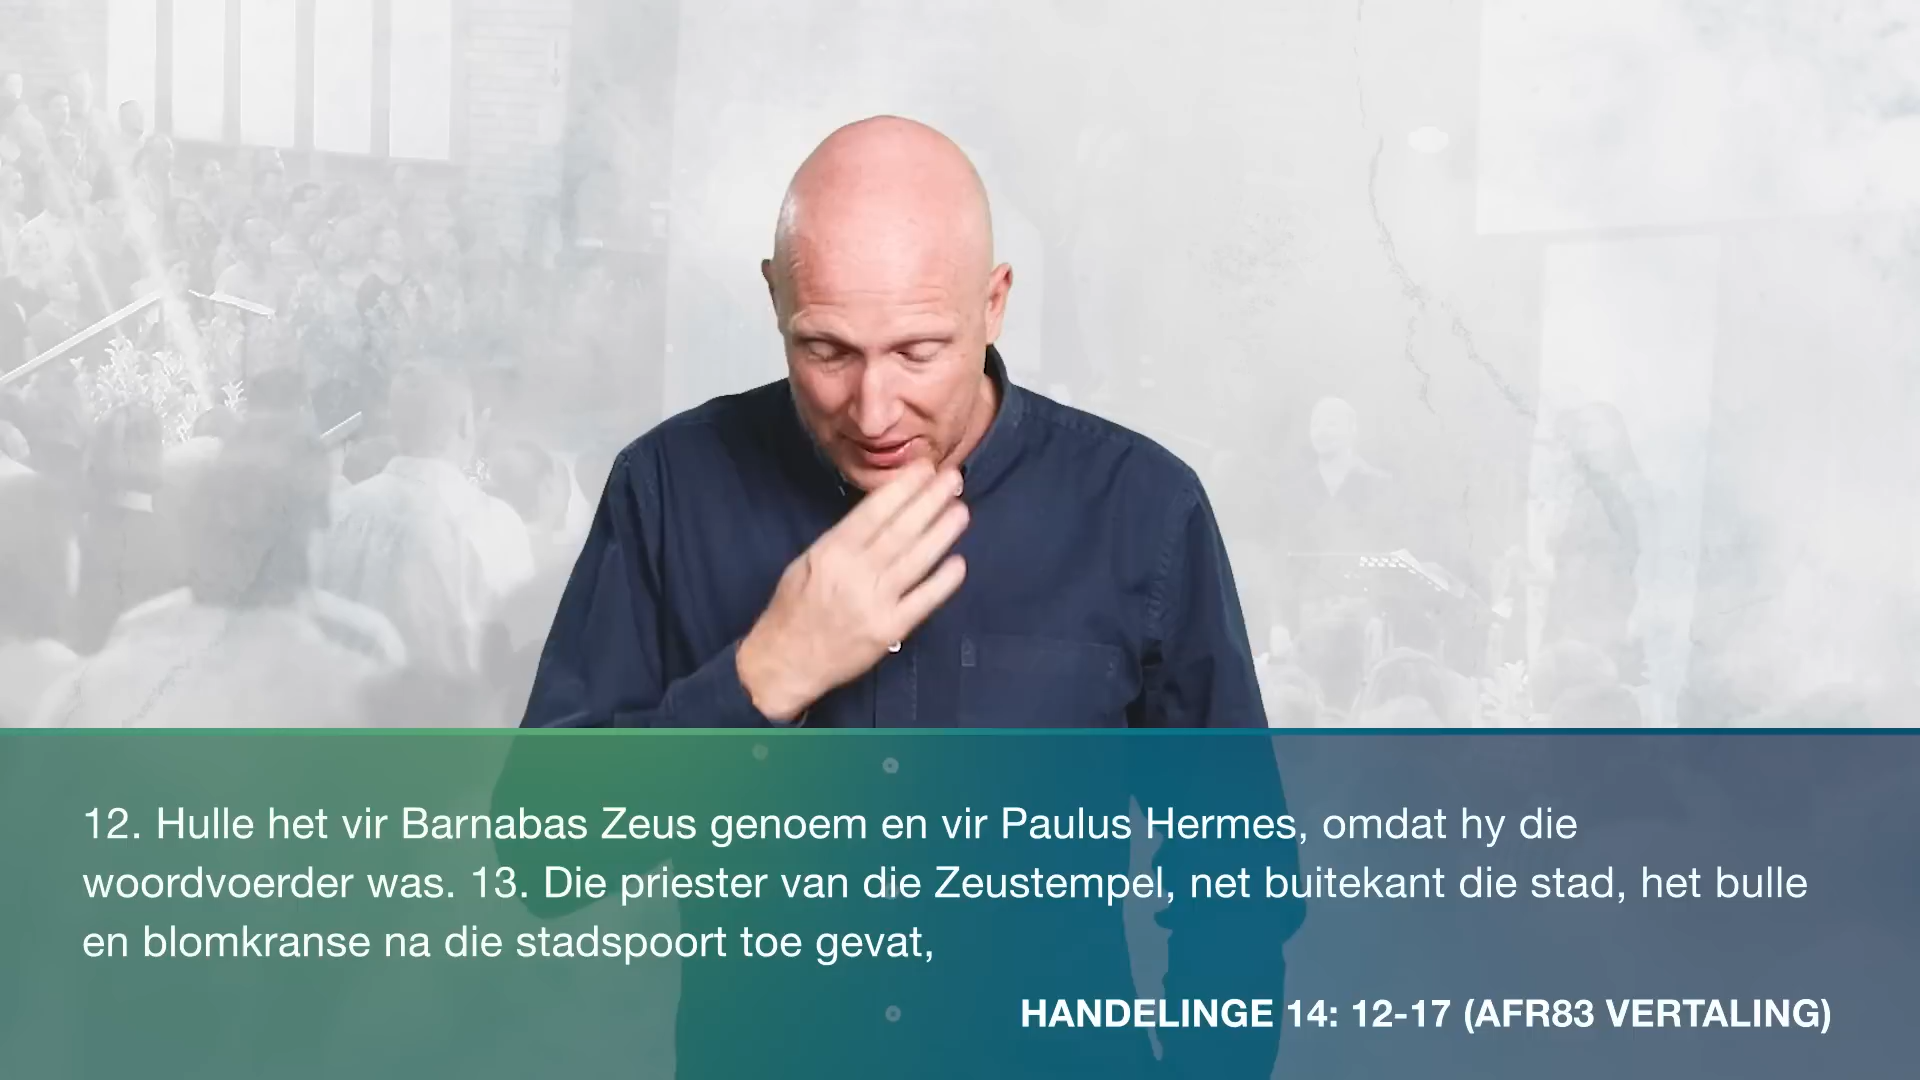 12. Hulle het vir Barnabas Zeus genoem en vir Paulus Hermes, omdat hy die
woordvoerder was. 13. Die priester van die Zeustempel, net buitekant die stad, het bulle
en blomkranse na die stadspoort toe gevat,
HANDELINGE 14: 12-17 (AFR83 VERTALING)